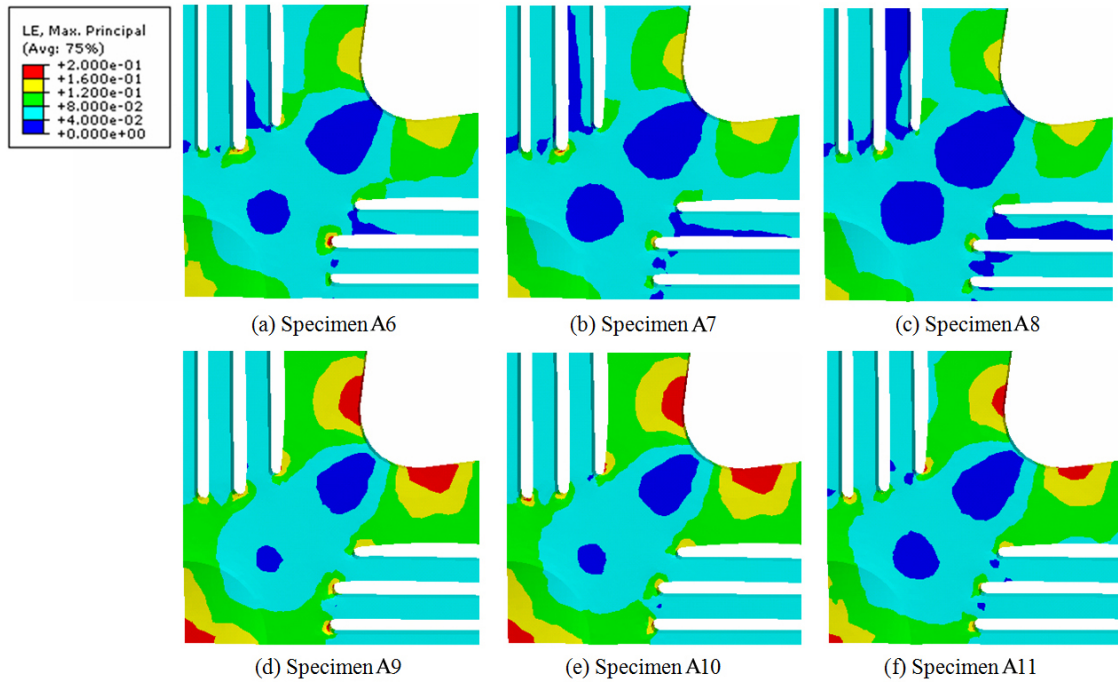 LE, Max. Principal
(Avg: 75%)
+2.000e-01
+1.600e-01
+1.200e-01
+8.000e-02
+4.000e-02
+0.000e+00
(a) Specimen A6
(b) Specimen A7
(c) Specimen A8
(d) Specimen A9
(e) Specimen A10
(f) Specimen A11